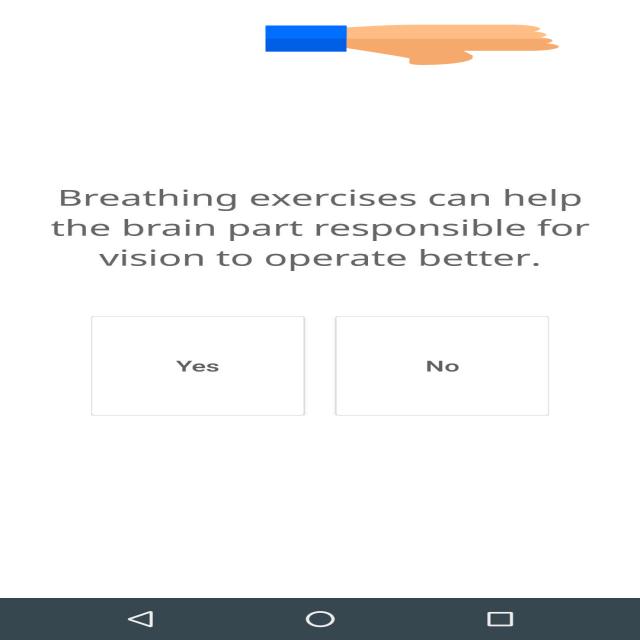 Breathing exercises can help
the brain part responsible for
vision to operate better.
Yes No